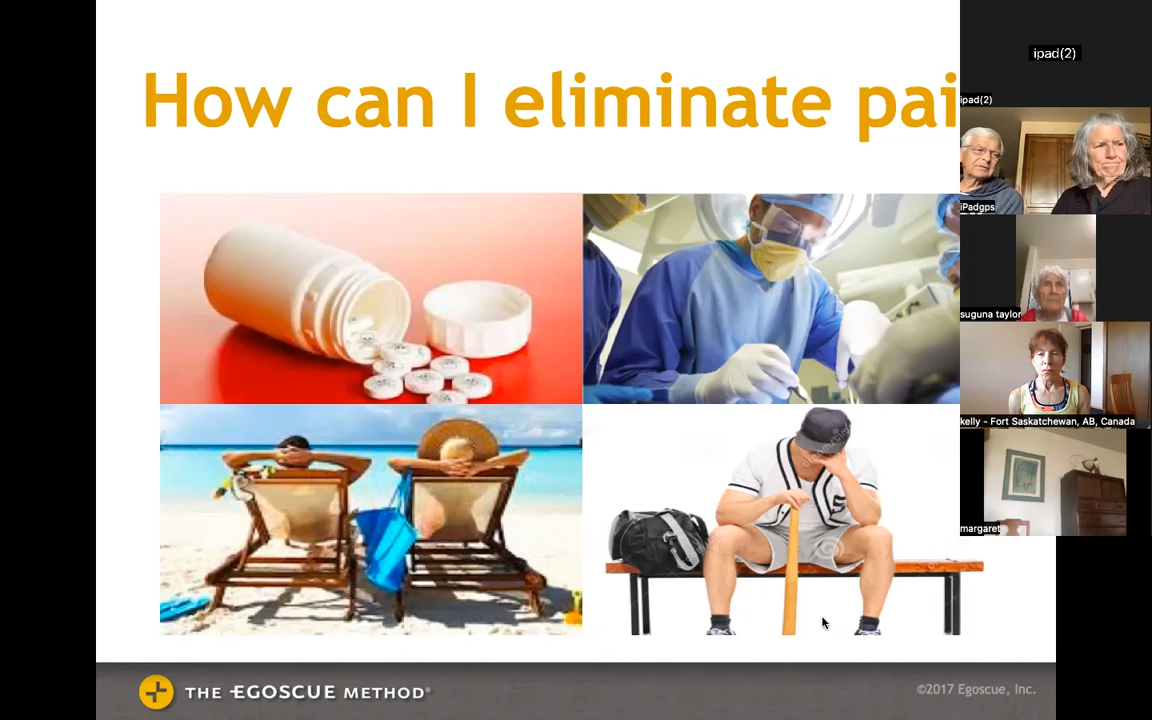 How can I eliminate pai
ipad(2)
ipad(2)
iPadgps
suguna taylor
kelly - Fort Saskatchewan, AB, Canada
margaret
S
THE EGOSCUE METHOD®
©2017 Egoscue, Inc.